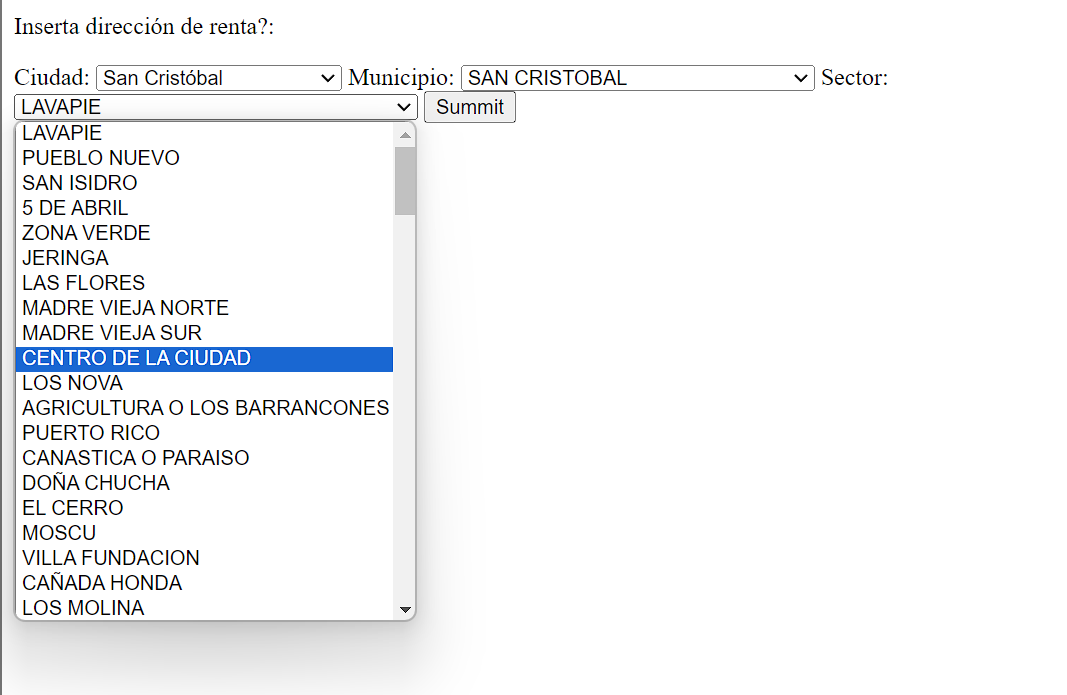 Inserta dirección de renta?:
Ciudad: San Cristóbal Municipio: SAN CRISTOBAL Sector:
LAVAPIE Summit
LAVAPIE
PUEBLO NUEVO
SAN ISIDRO
5 DE ABRIL
ZONA VERDE
JERINGA
LAS FLORES
MADRE VIEJA NORTE
MADRE VIEJA SUR
CENTRO DE LA CIUDAD
LOS NOVA
AGRICULTURA O LOS BARRANCONES
PUERTO RICO
CANASTICA O PARAISO
DOÑA CHUCHA
EL CERRO
MOSCU
VILLA FUNDACION
CAÑADA HONDA
LOS MOLINA